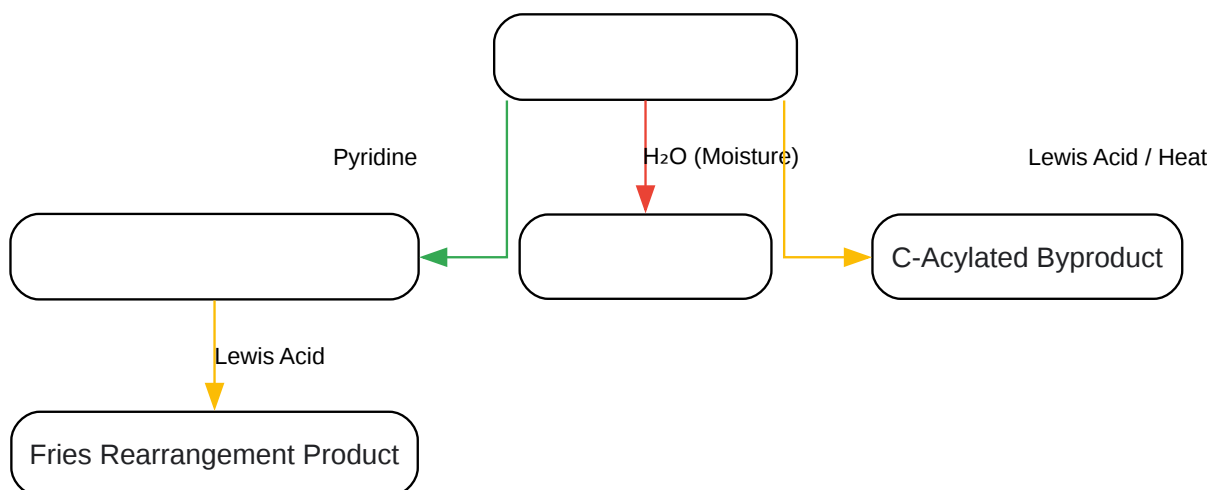 Pyridine
H₂O (Moisture)
Lewis Acid / Heat
C-Acylated Byproduct
Lewis Acid
Fries Rearrangement Product